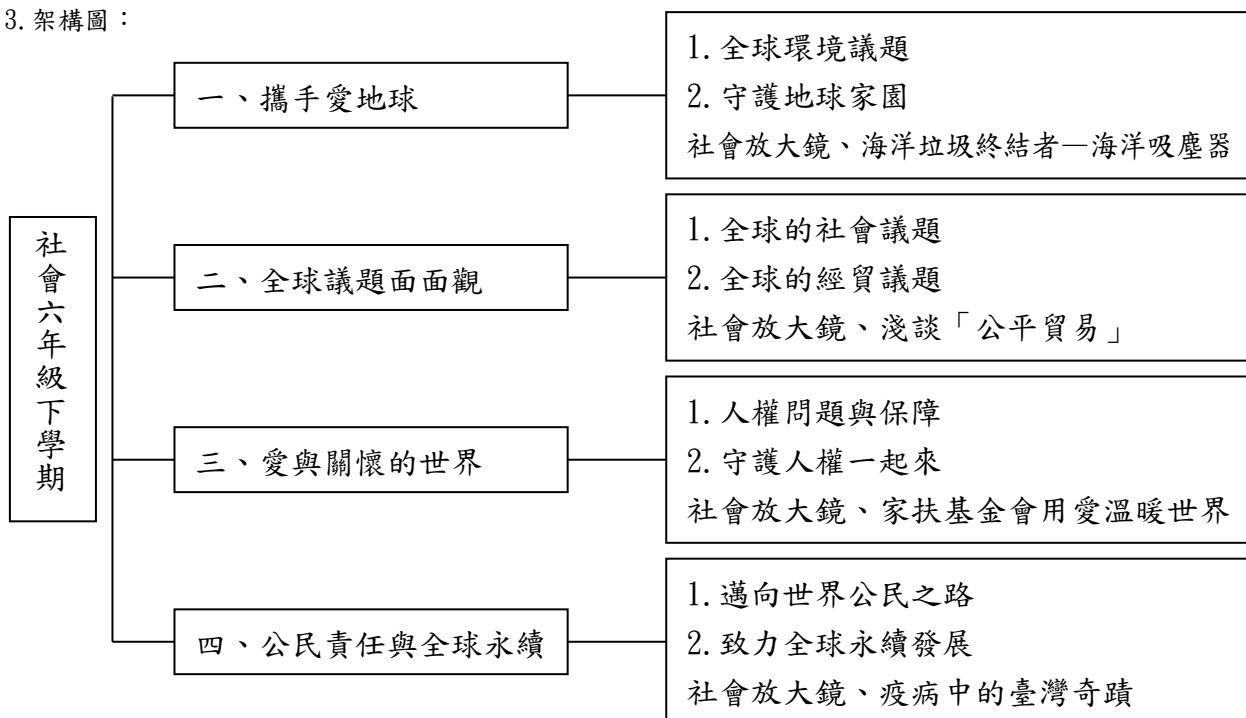 3.架構圖：
社會六年級下學期
一、攜手愛地球
1.全球環境議題
2.守護地球家園
社會放大鏡、海洋垃圾終結者—海洋吸塵器
二、全球議題面面觀
1.全球的社會議題
2.全球的經貿議題
社會放大鏡、淺談「公平貿易」
三、愛與關懷的世界
1.人權問題與保障
2.守護人權一起來
社會放大鏡、家扶基金會用愛溫暖世界
四、公民責任與全球永續
1.邁向世界公民之路
2.致力全球永續發展
社會放大鏡、疫病中的臺灣奇蹟